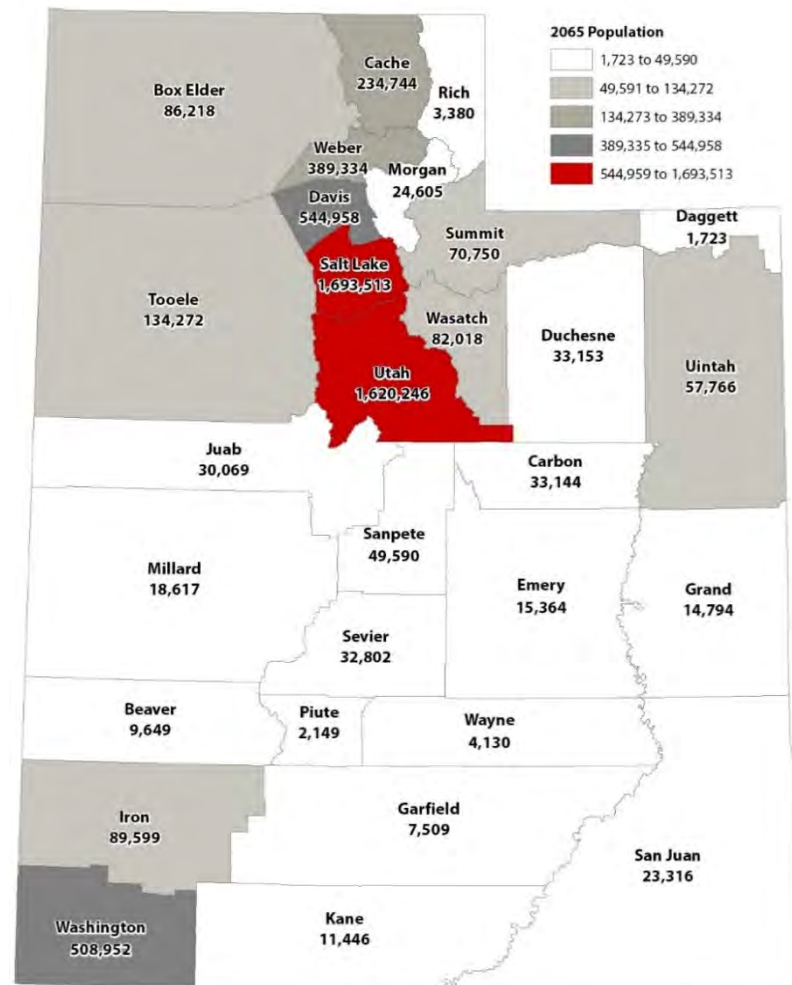 2065 Population
1,723 to 49,590
49,591 to 134,272
134,273 to 389,334
389,335 to 544,958
544,959 to 1,693,513
Cache
234,744
Rich
3,380
Box Elder
86,218
Weber
389,334
Morgan
24,605
Davis
544,958
Daggett
1,723
Summit
70,750
Salt Lake
1,693,513
Tooele
134,272
Wasatch
82,018
Duchesne
33,153
Uintah
57,766
Utah
1,620,246
Juab
30,069
Carbon
33,144
Sanpete
49,590
Millard
18,617
Emery
15,364
Grand
14,794
Sevier
32,802
Beaver
9,649
Piute
2,149
Wayne
4,130
Iron
89,599
Garfield
7,509
San Juan
23,316
Washington
508,952
Kane
11,446